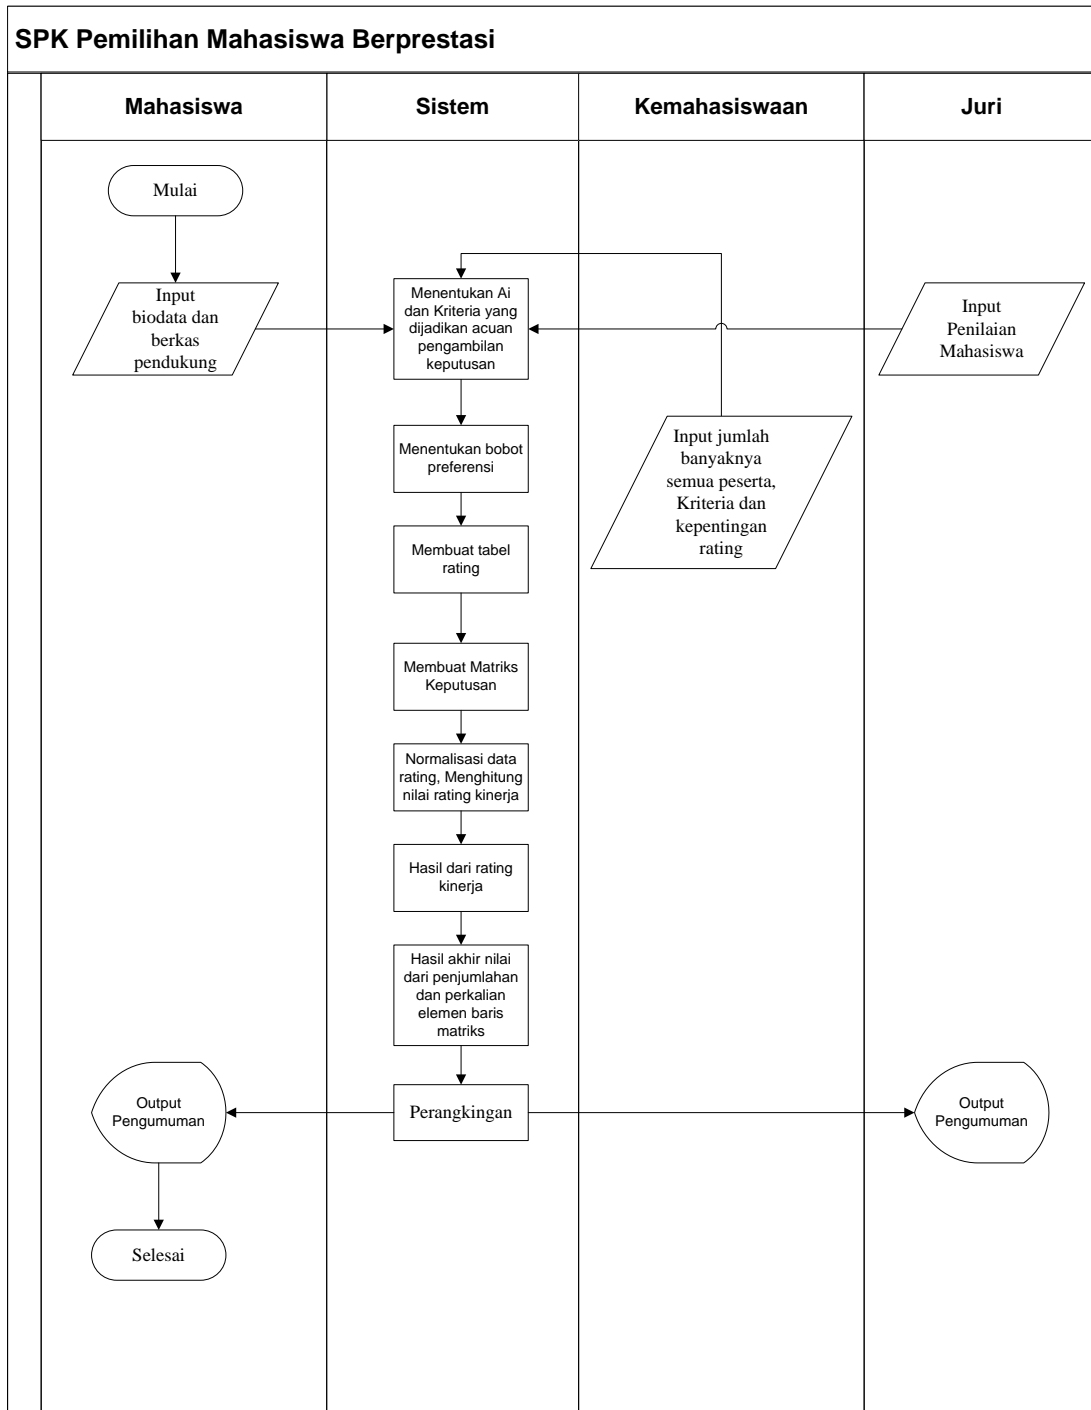 SPK Pemilihan Mahasiswa Berprestasi
Mahasiswa
Sistem
Kemahasiswaan
Juri
Mulai
Input
biodata dan
berkas
pendukung
Menentukan Ai
dan Kriteria yang
dijadikan acuan
pengambilan
keputusan
Input
Penilaian
Mahasiswa
Menentukan bobot
preferensi
Input jumlah
banyaknya
semua peserta,
Kriteria dan
kepentingan
rating
Membuat tabel
rating
Membuat Matriks
Keputusan
Normalisasi data
rating, Menghitung
nilai rating kinerja
Hasil dari rating
kinerja
Hasil akhir nilai
dari penjumlahan
dan perkalian
elemen baris
matriks
Output
Pengumuman
Perangkingan
Output
Pengumuman
Selesai